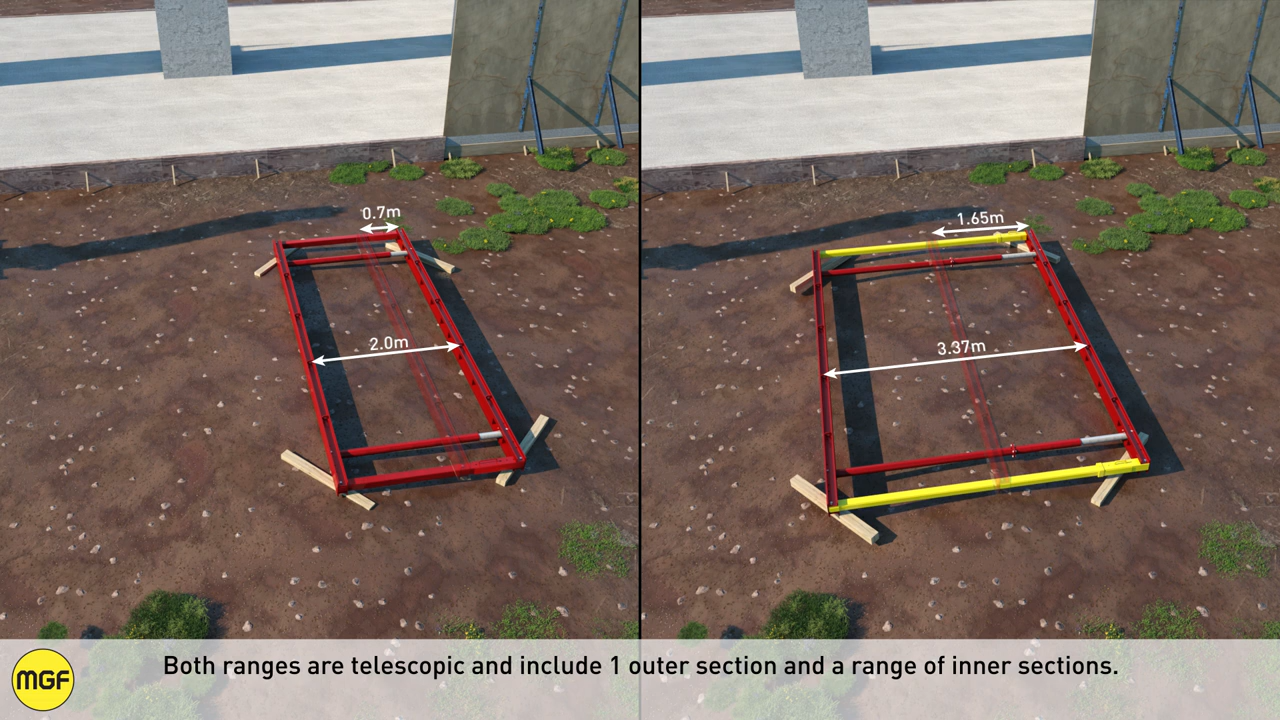 0.7m
2.0m
1.65m
3.37m
MGF
Both ranges are telescopic and include 1 outer section and a range of inner sections.